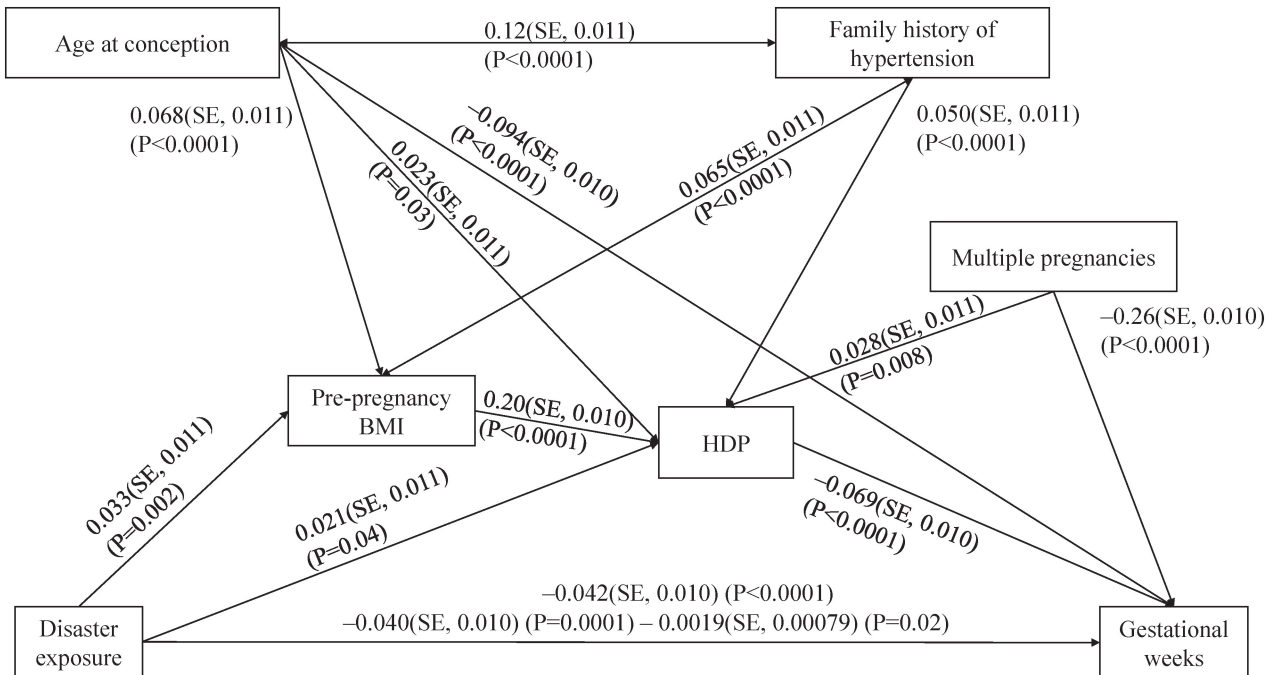 Age at conception
0.12(SE, 0.011)
(P<0.0001)
Family history of
hypertension
0.068(SE, 0.011)
(P<0.0001)
–0.094(SE, 0.010)
(P<0.0001)
0.023(SE, 0.011)
(P=0.03)
0.065(SE, 0.011)
(P<0.0001)
0.050(SE, 0.011)
(P<0.0001)
Multiple pregnancies
0.028(SE, 0.011)
(P=0.008)
–0.26(SE, 0.010)
(P<0.0001)
Pre-pregnancy
BMI
0.20(SE, 0.010)
(P<0.0001)
HDP
0.033(SE, 0.011)
(P=0.002)
0.021(SE, 0.011)
(P=0.04)
–0.069(SE, 0.010)
(P<0.0001)
–0.042(SE, 0.010) (P<0.0001)
–0.040(SE, 0.010) (P=0.0001) – 0.0019(SE, 0.00079) (P=0.02)
Disaster
exposure
Gestational
weeks